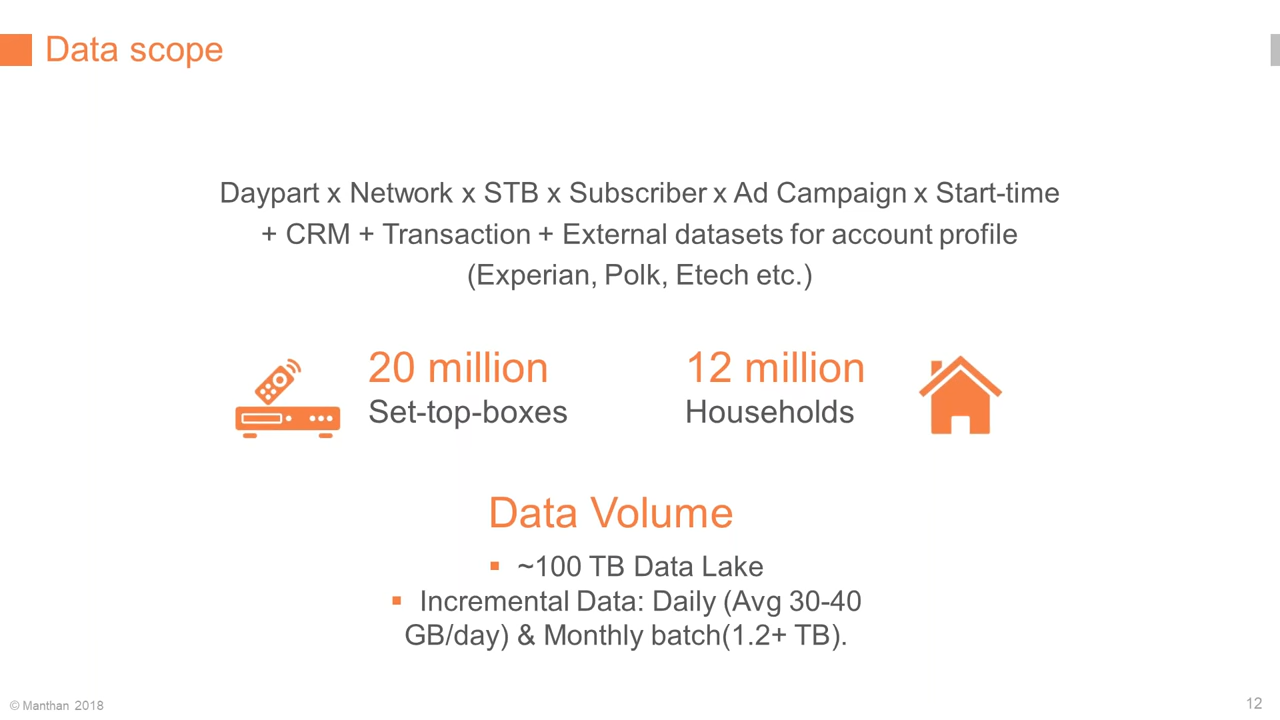 Data scope
Daypart x Network x STB x Subscriber x Ad Campaign x Start-time
+ CRM + Transaction + External datasets for account profile
(Experian, Polk, Etech etc.)
20 million
Set-top-boxes
12 million
Households
Data Volume
▪ ~100 TB Data Lake
▪ Incremental Data: Daily (Avg 30-40
GB/day) & Monthly batch(1.2+ TB).
© Manthan 2018
12